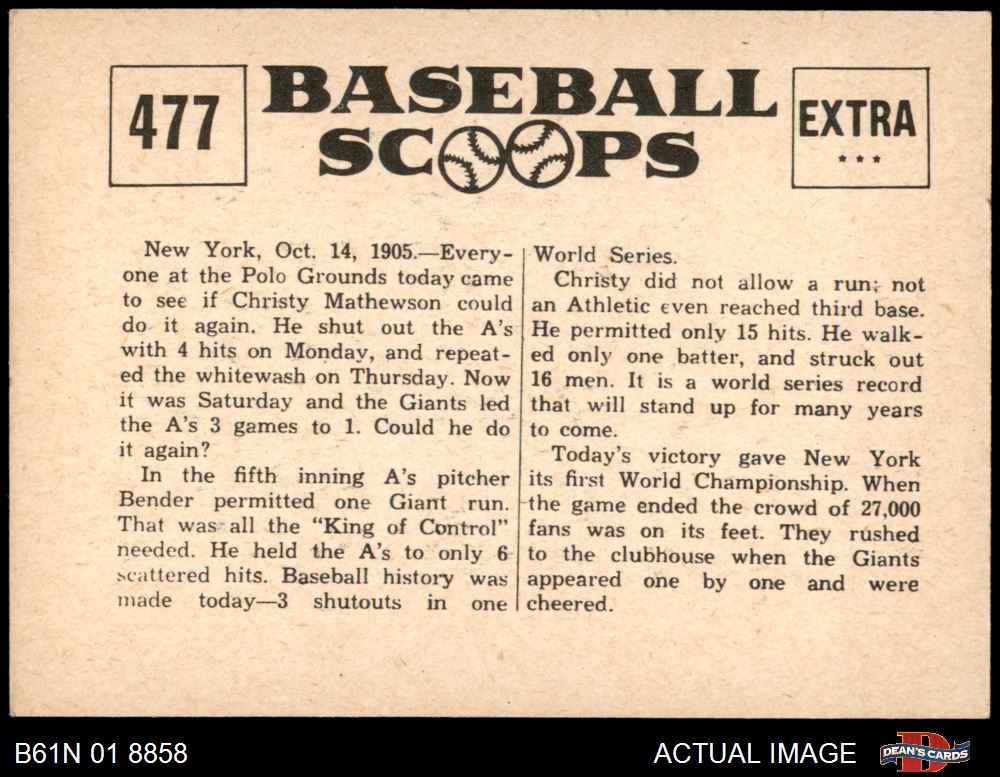 477
BASEBALL
SCOOPS
EXTRA
***
New York, Oct. 14, 1905.—Every-
one at the Polo Grounds today came
to see if Christy Mathewson could
do it again. He shut out the A's
with 4 hits on Monday, and repeat-
ed the whitewash on Thursday. Now
it was Saturday and the Giants led
the A's 3 games to 1. Could he do
it again?
In the fifth inning A's pitcher
Bender permitted one Giant run.
That was all the "King of Control"
needed. He held the A's to only 6
scattered hits. Baseball history was
made today—3 shutouts in one
World Series.
Christy did not allow a run; not
an Athletic even reached third base.
He permitted only 15 hits. He walk-
ed only one batter, and struck out
16 men. It is a world series record
that will stand up for many years
to come.
Today's victory gave New York
its first World Championship. When
the game ended the crowd of 27,000
fans was on its feet. They rushed
to the clubhouse when the Giants
appeared one by one and were
cheered.
B61N 01 8858
ACTUAL IMAGE
D
DEAN'S CARDS